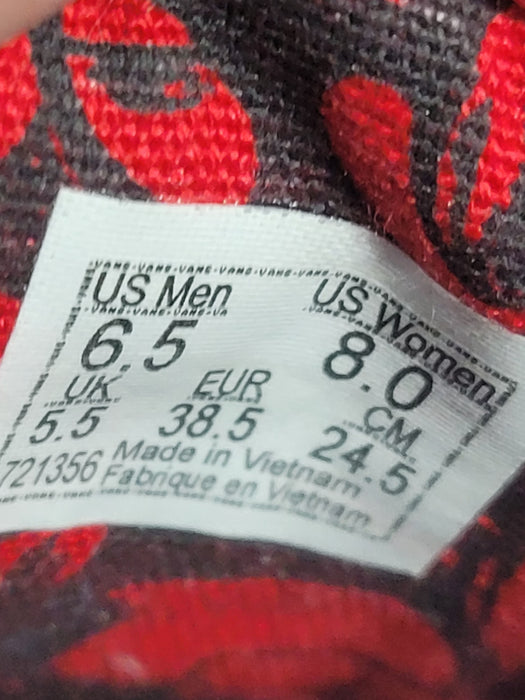 VANS-VANS-VANS-VANS-VANS-VANS-VANS
US Men US Women
6.5 8.0
UK EUR CM
5.5 38.5 24.5
721356 Made in Vietnam
Fabrique en Vietnam